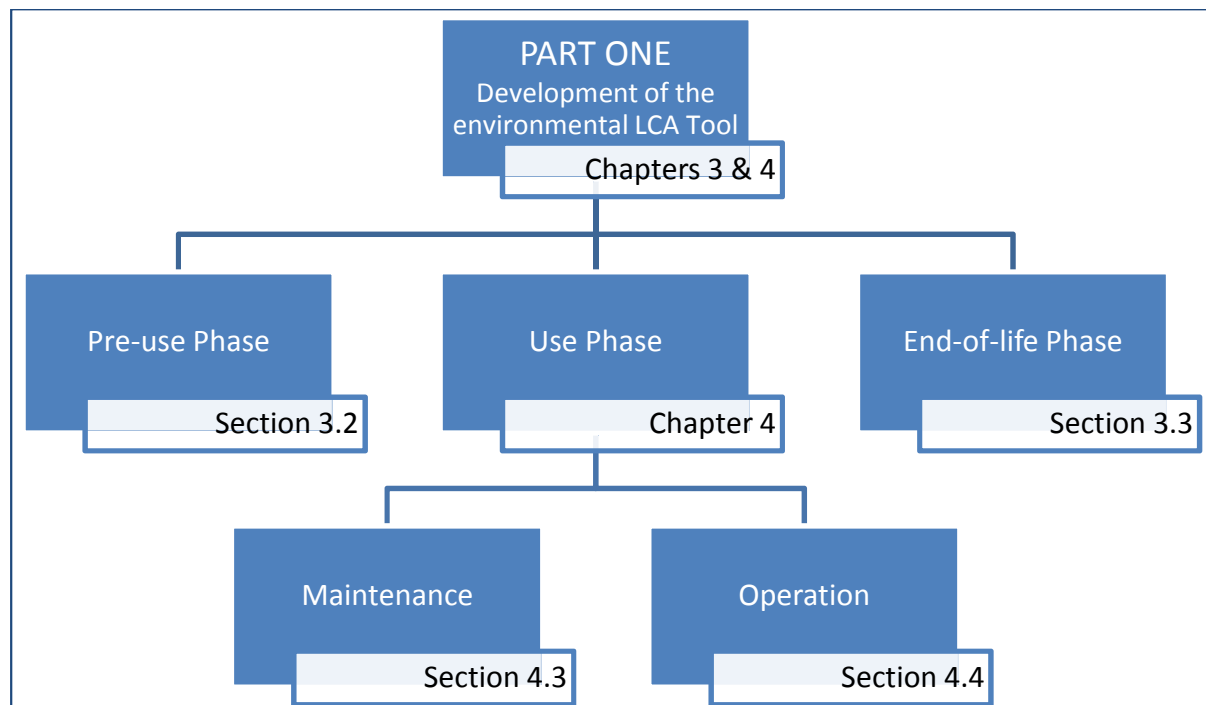 PART ONE
Development of the
environmental LCA Tool
Chapters 3 & 4
Pre-use Phase
Section 3.2
Use Phase
Chapter 4
End-of-life Phase
Section 3.3
Maintenance
Section 4.3
Operation
Section 4.4